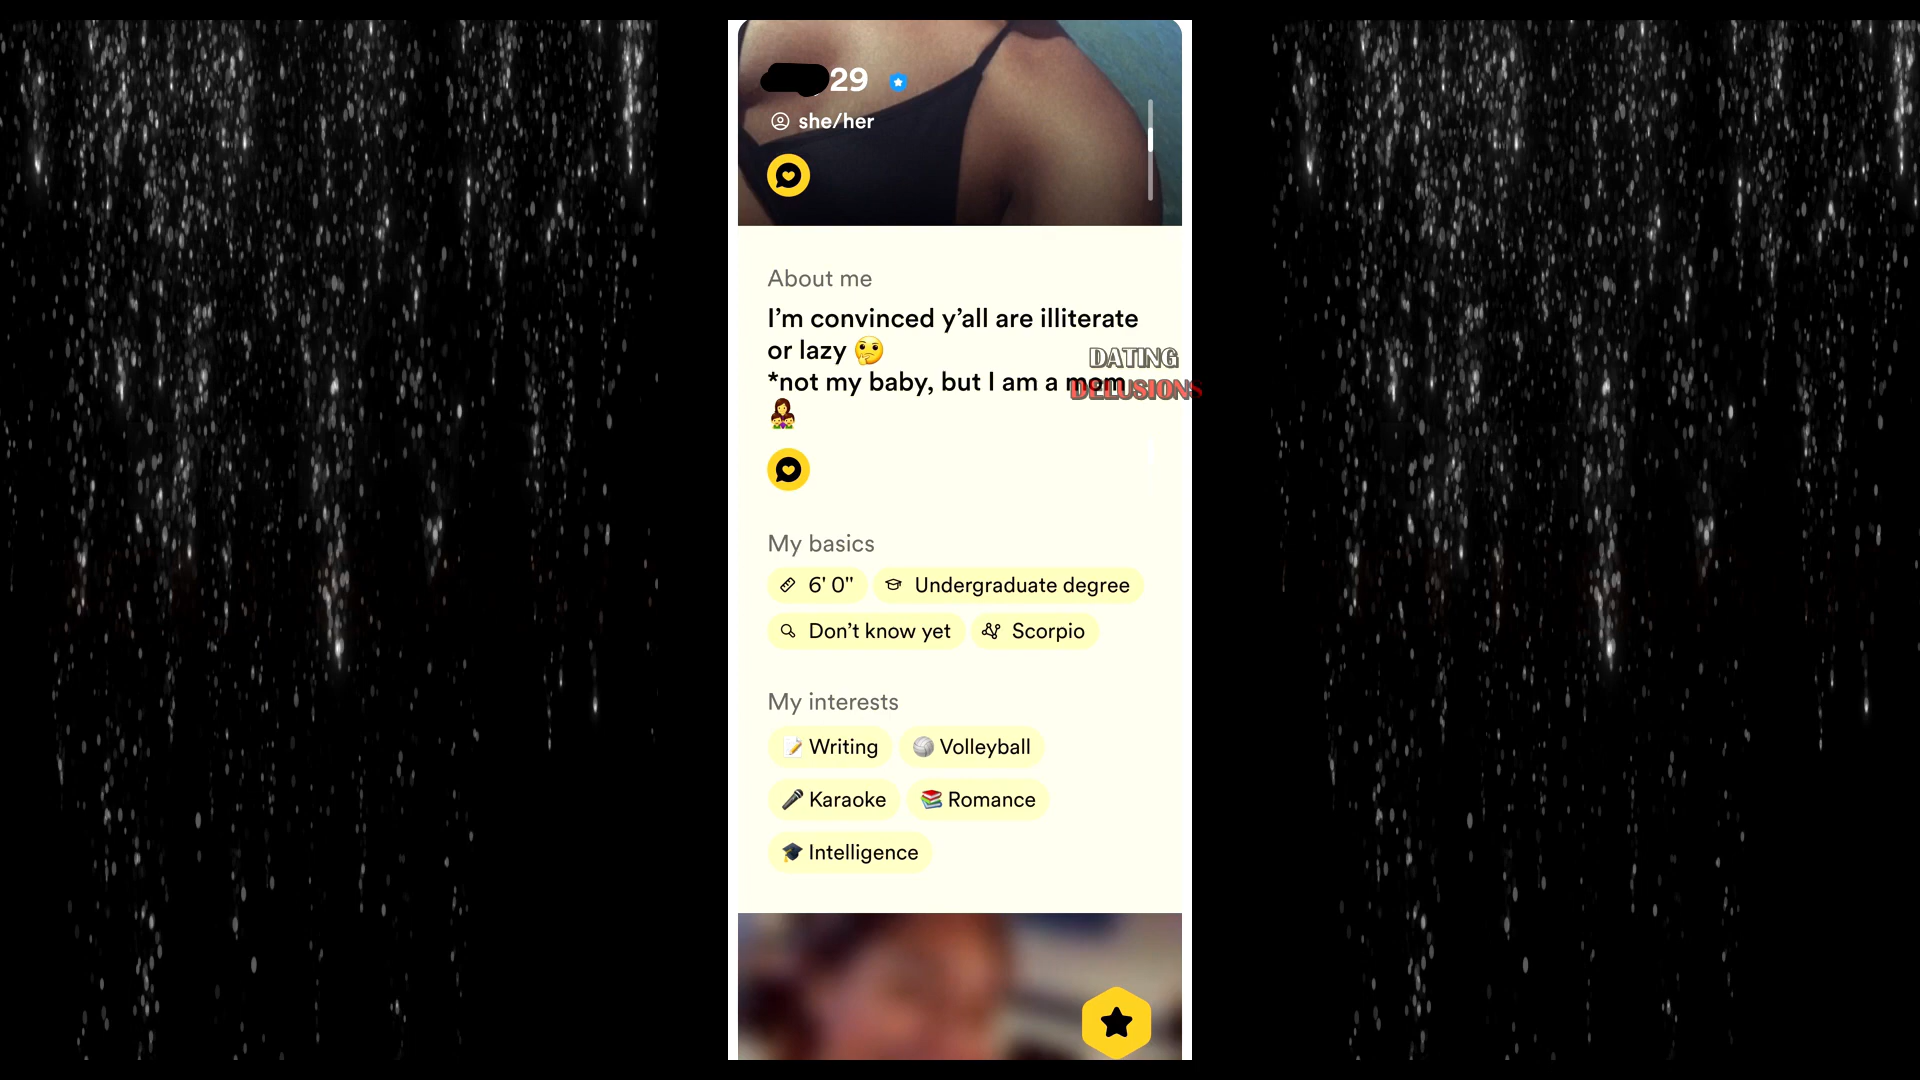 29
she/her
About me
I’m convinced y’all are illiterate
or lazy 🤔
*not my baby, but I am a mom
👩‍👧‍👦
DATING
DELUSIONS
My basics
6' 0"
Undergraduate degree
Don’t know yet
Scorpio
My interests
📝 Writing
🏐 Volleyball
🎤 Karaoke
📚 Romance
🎓 Intelligence